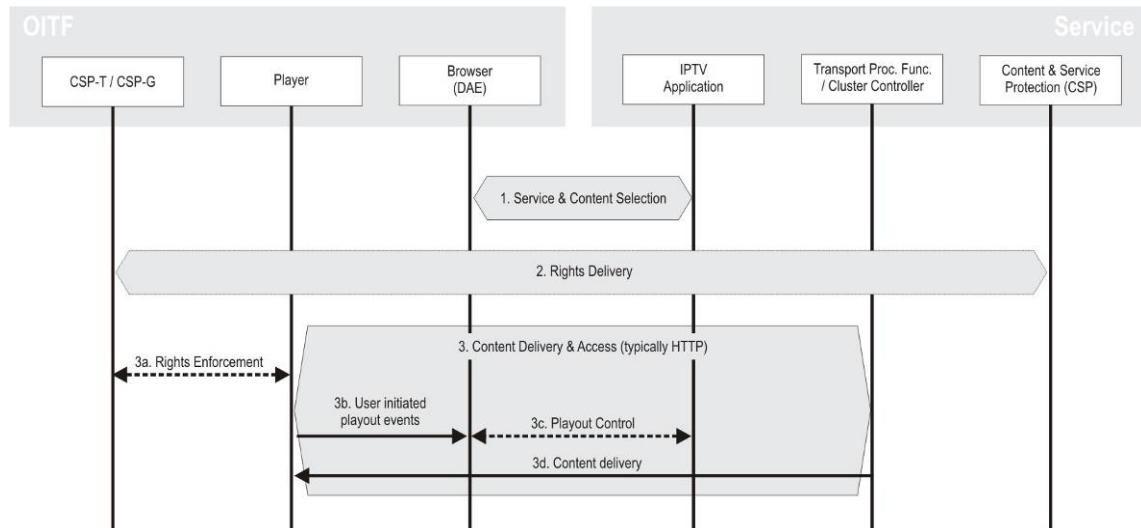 OITF
Service
CSP-T / CSP-G
Player
Browser
(DAE)
IPTV
Application
Transport Proc. Func.
/ Cluster Controller
Content & Service
Protection (CSP)
1. Service & Content Selection
2. Rights Delivery
3. Content Delivery & Access (typically HTTP)
3a. Rights Enforcement
3b. User initiated
playout events
3c. Playout Control
3d. Content delivery